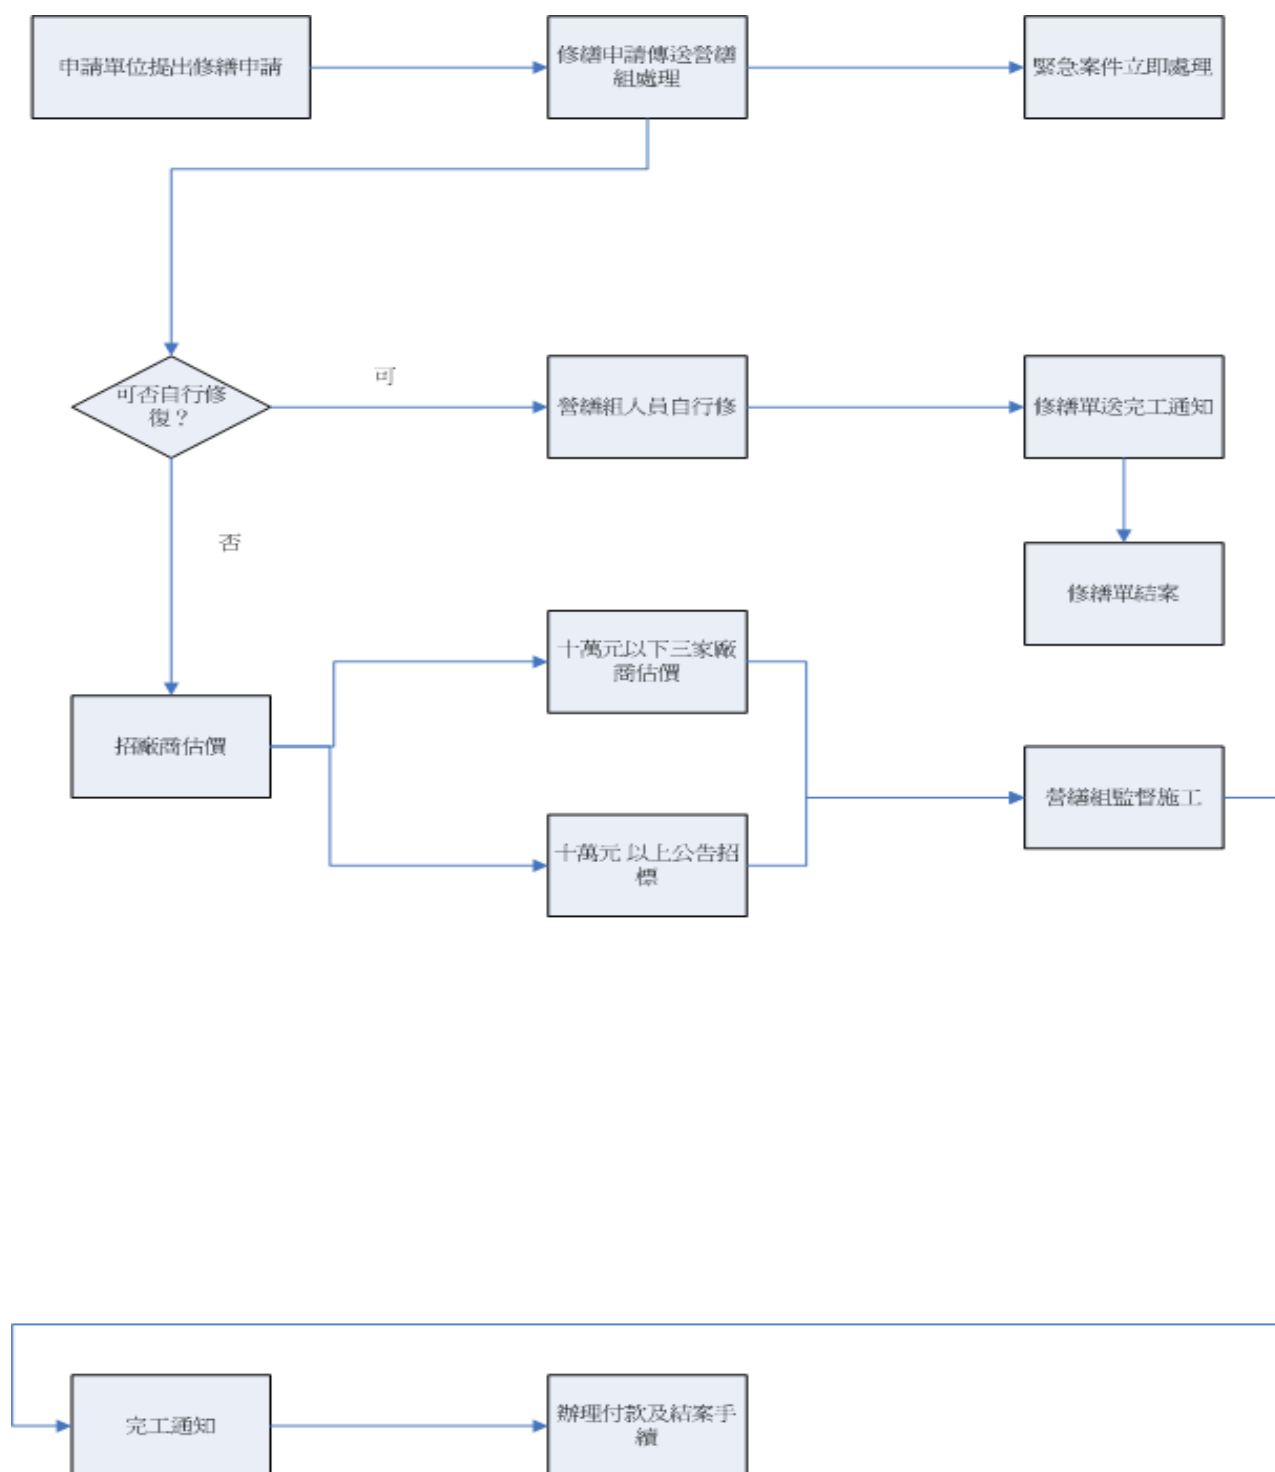 申請單位提出修繕申請
修繕申請傳送營繕
組處理
緊急案件立即處理
可否自行修
復？
可
營繕組人員自行修
修繕單送完工通知
否
修繕單結案
十萬元以下三家廠
商估價
招廠商估價
營繕組監督施工
十萬元 以上公告招
標
完工通知
辦理付款及結案手
續